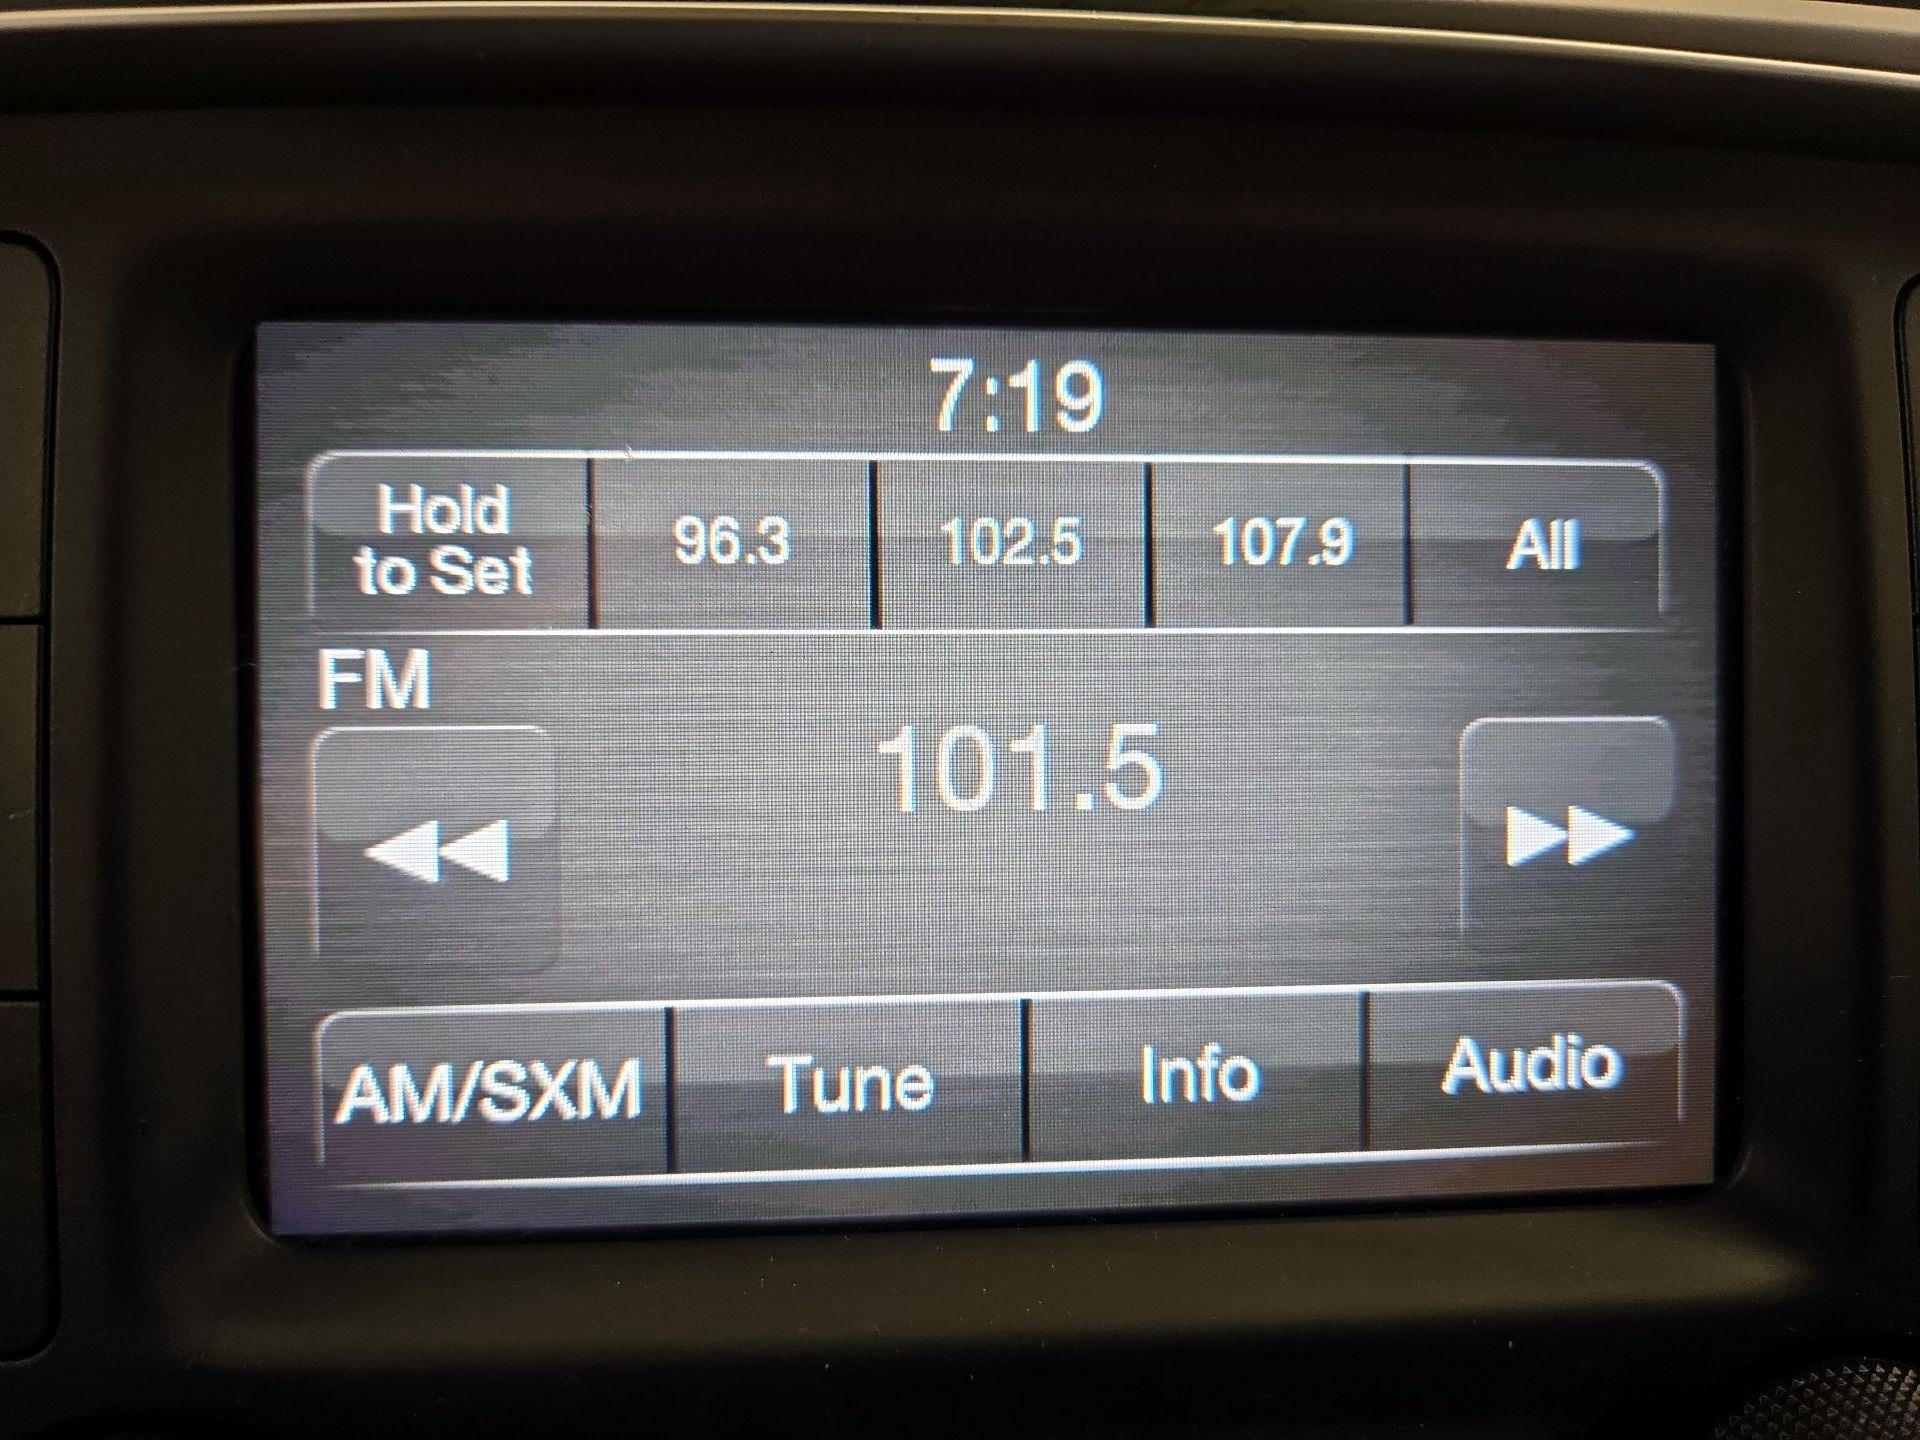 7:19
Hold
to Set
96.3
102.5
107.9
All
FM
101.5
AM/SXM
Tune
Info
Audio